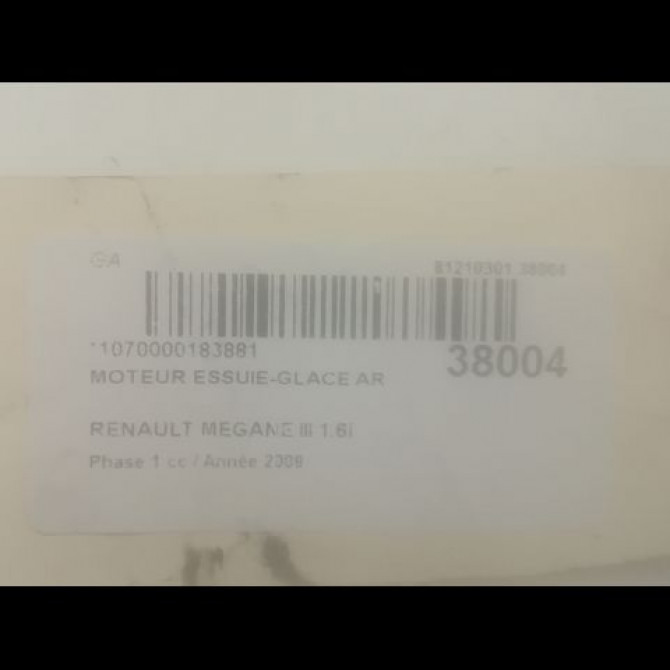 GA
81210301 38004
*1070000183881
38004
MOTEUR ESSUIE-GLACE AR
RENAULT MEGANE III 1.6i
Phase 1 cc / Année 2009